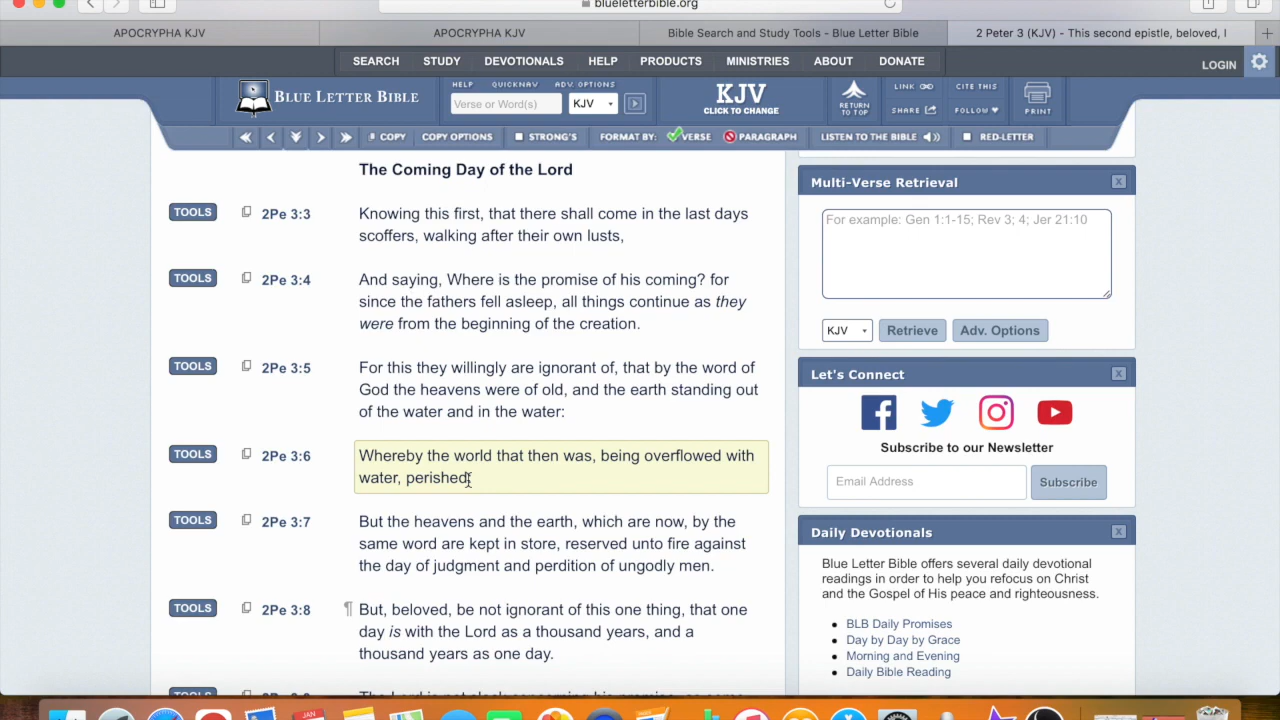 blueletterbible.org
APOCRYPHA KJV
APOCRYPHA KJV
Bible Search and Study Tools - Blue Letter Bible
2 Peter 3 (KJV) - This second epistle, beloved, I
SEARCH STUDY DEVOTIONALS HELP PRODUCTS MINISTRIES ABOUT DONATE
LOGIN
BLUE LETTER BIBLE
HELP QUICKNAV ADV. OPTIONS
Verse or Word(s) KJV
KJV
CLICK TO CHANGE
RETURN
TO TOP
LINK CITE THIS
SHARE FOLLOW
PRINT
COPY COPY OPTIONS STRONG'S FORMAT BY: VERSE PARAGRAPH LISTEN TO THE BIBLE RED-LETTER
The Coming Day of the Lord
TOOLS 2Pe 3:3 Knowing this first, that there shall come in the last days
scoffers, walking after their own lusts,
TOOLS 2Pe 3:4 And saying, Where is the promise of his coming? for
since the fathers fell asleep, all things continue as they
were from the beginning of the creation.
TOOLS 2Pe 3:5 For this they willingly are ignorant of, that by the word of
God the heavens were of old, and the earth standing out
of the water and in the water:
TOOLS 2Pe 3:6 Whereby the world that then was, being overflowed with
water, perished:
TOOLS 2Pe 3:7 But the heavens and the earth, which are now, by the
same word are kept in store, reserved unto fire against
the day of judgment and perdition of ungodly men.
TOOLS 2Pe 3:8 ¶ But, beloved, be not ignorant of this one thing, that one
day is with the Lord as a thousand years, and a
thousand years as one day.
Multi-Verse Retrieval X
For example: Gen 1:1-15; Rev 3; 4; Jer 21:10
KJV Retrieve Adv. Options
Let's Connect X
Subscribe to our Newsletter
Email Address Subscribe
Daily Devotionals X
Blue Letter Bible offers several daily devotional
readings in order to help you refocus on Christ
and the Gospel of His peace and righteousness.
BLB Daily Promises
Day by Day by Grace
Morning and Evening
Daily Bible Reading
JAN